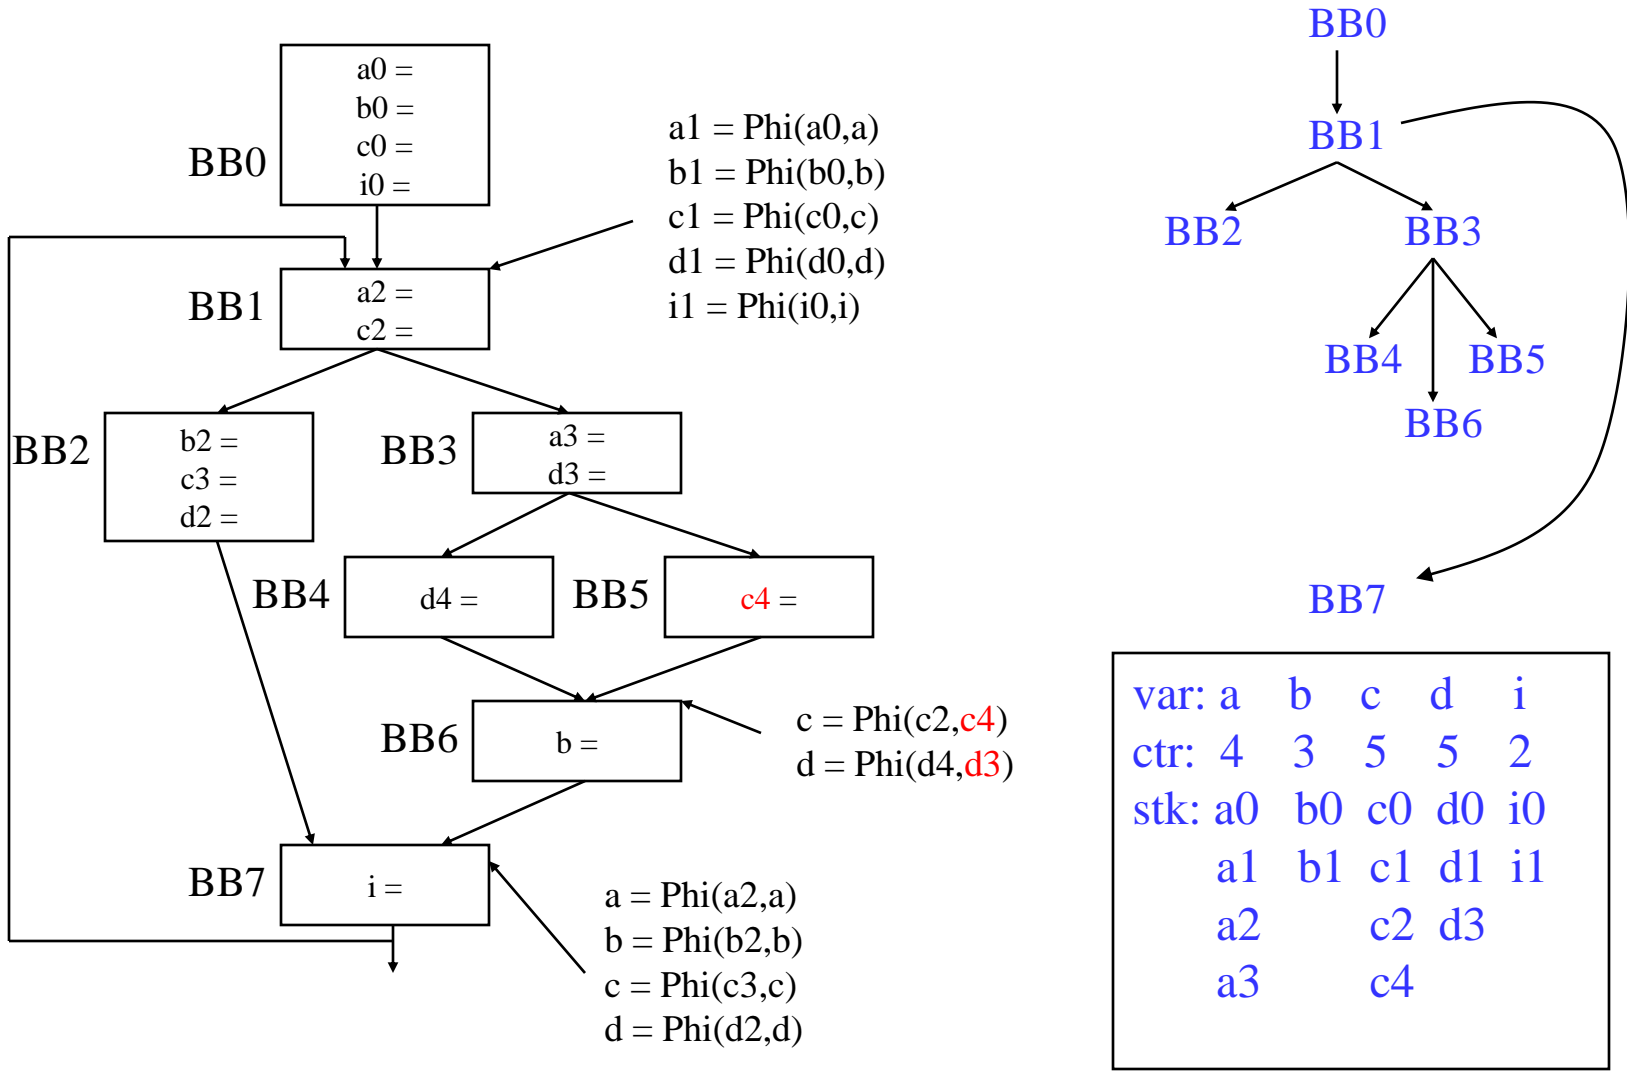 BB0
a0 =
b0 =
c0 =
i0 =
a1 = Phi(a0,a)
b1 = Phi(b0,b)
c1 = Phi(c0,c)
d1 = Phi(d0,d)
i1 = Phi(i0,i)
BB1
a2 =
c2 =
BB2
b2 =
c3 =
d2 =
BB3
a3 =
d3 =
BB4
d4 =
BB5
c4 =
BB6
b =
c = Phi(c2,c4)
d = Phi(d4,d3)
BB7
i =
a = Phi(a2,a)
b = Phi(b2,b)
c = Phi(c3,c)
d = Phi(d2,d)
BB0
BB1
BB2 BB3
BB4 BB5
BB6
BB7
var: a b c d i
ctr: 4 3 5 5 2
stk: a0 b0 c0 d0 i0
a1 b1 c1 d1 i1
a2 c2 d3
a3 c4